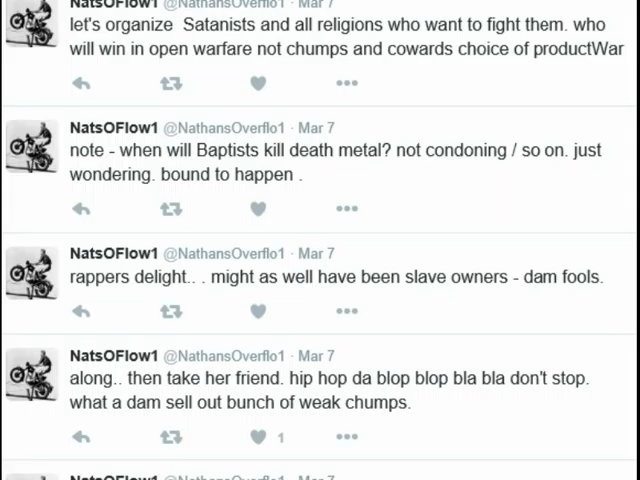 NatsOFlow1 @NathansOverflo1 · Mar 7
let's organize Satanists and all religions who want to fight them. who
will win in open warfare not chumps and cowards choice of productWar
NatsOFlow1 @NathansOverflo1 · Mar 7
note - when will Baptists kill death metal? not condoning / so on. just
wondering. bound to happen .
NatsOFlow1 @NathansOverflo1 · Mar 7
rappers delight.. . might as well have been slave owners - dam fools.
NatsOFlow1 @NathansOverflo1 · Mar 7
along.. then take her friend. hip hop da blop blop bla bla don't stop.
what a dam sell out bunch of weak chumps.
1
NatsOFlow1 @NathansOverflo1 · Mar 7